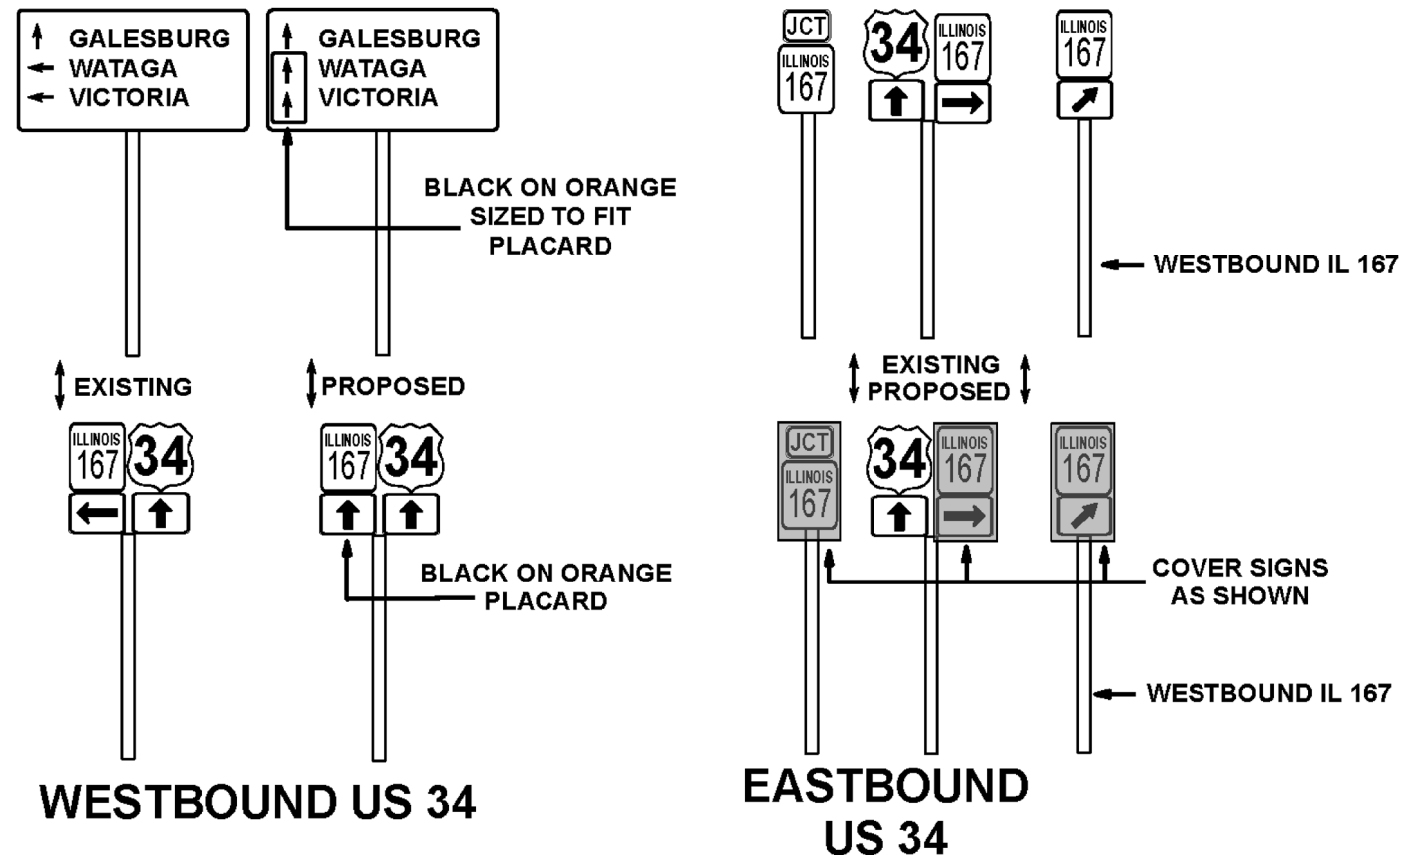 GALESBURG
WATAGA
VICTORIA
GALESBURG
WATAGA
VICTORIA
BLACK ON ORANGE
SIZED TO FIT
PLACARD
EXISTING
PROPOSED
ILLINOIS
167
34
ILLINOIS
167
34
BLACK ON ORANGE
PLACARD
WESTBOUND US 34
JCT
ILLINOIS
167
34
ILLINOIS
167
ILLINOIS
167
WESTBOUND IL 167
EXISTING
PROPOSED
JCT
ILLINOIS
167
34
ILLINOIS
167
ILLINOIS
167
COVER SIGNS
AS SHOWN
WESTBOUND IL 167
EASTBOUND
US 34